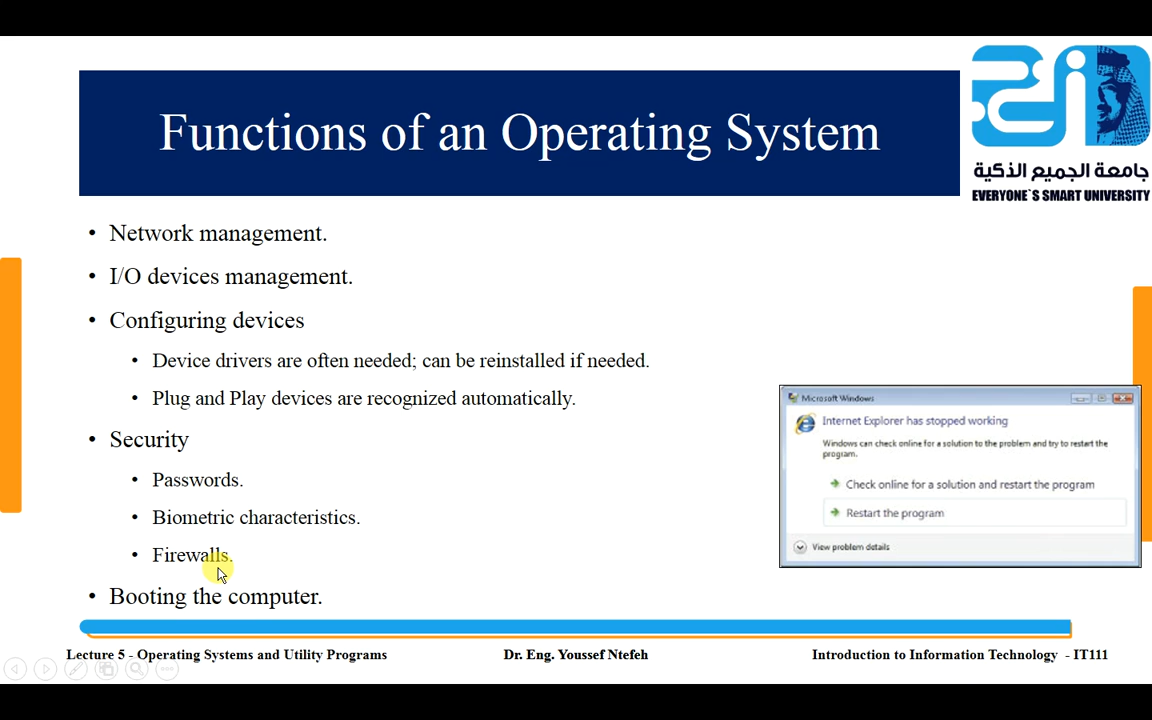 Functions of an Operating System
جامعة الجميع الذكية
EVERYONE`S SMART UNIVERSITY
• Network management.
• I/O devices management.
• Configuring devices
• Device drivers are often needed; can be reinstalled if needed.
• Plug and Play devices are recognized automatically.
• Security
• Passwords.
• Biometric characteristics.
• Firewalls.
• Booting the computer.
Microsoft Windows
Internet Explorer has stopped working
Windows can check online for a solution to the problem and try to restart the
program.
Check online for a solution and restart the program
Restart the program
View problem details
Lecture 5 - Operating Systems and Utility Programs
Dr. Eng. Youssef Ntefeh
Introduction to Information Technology - IT111